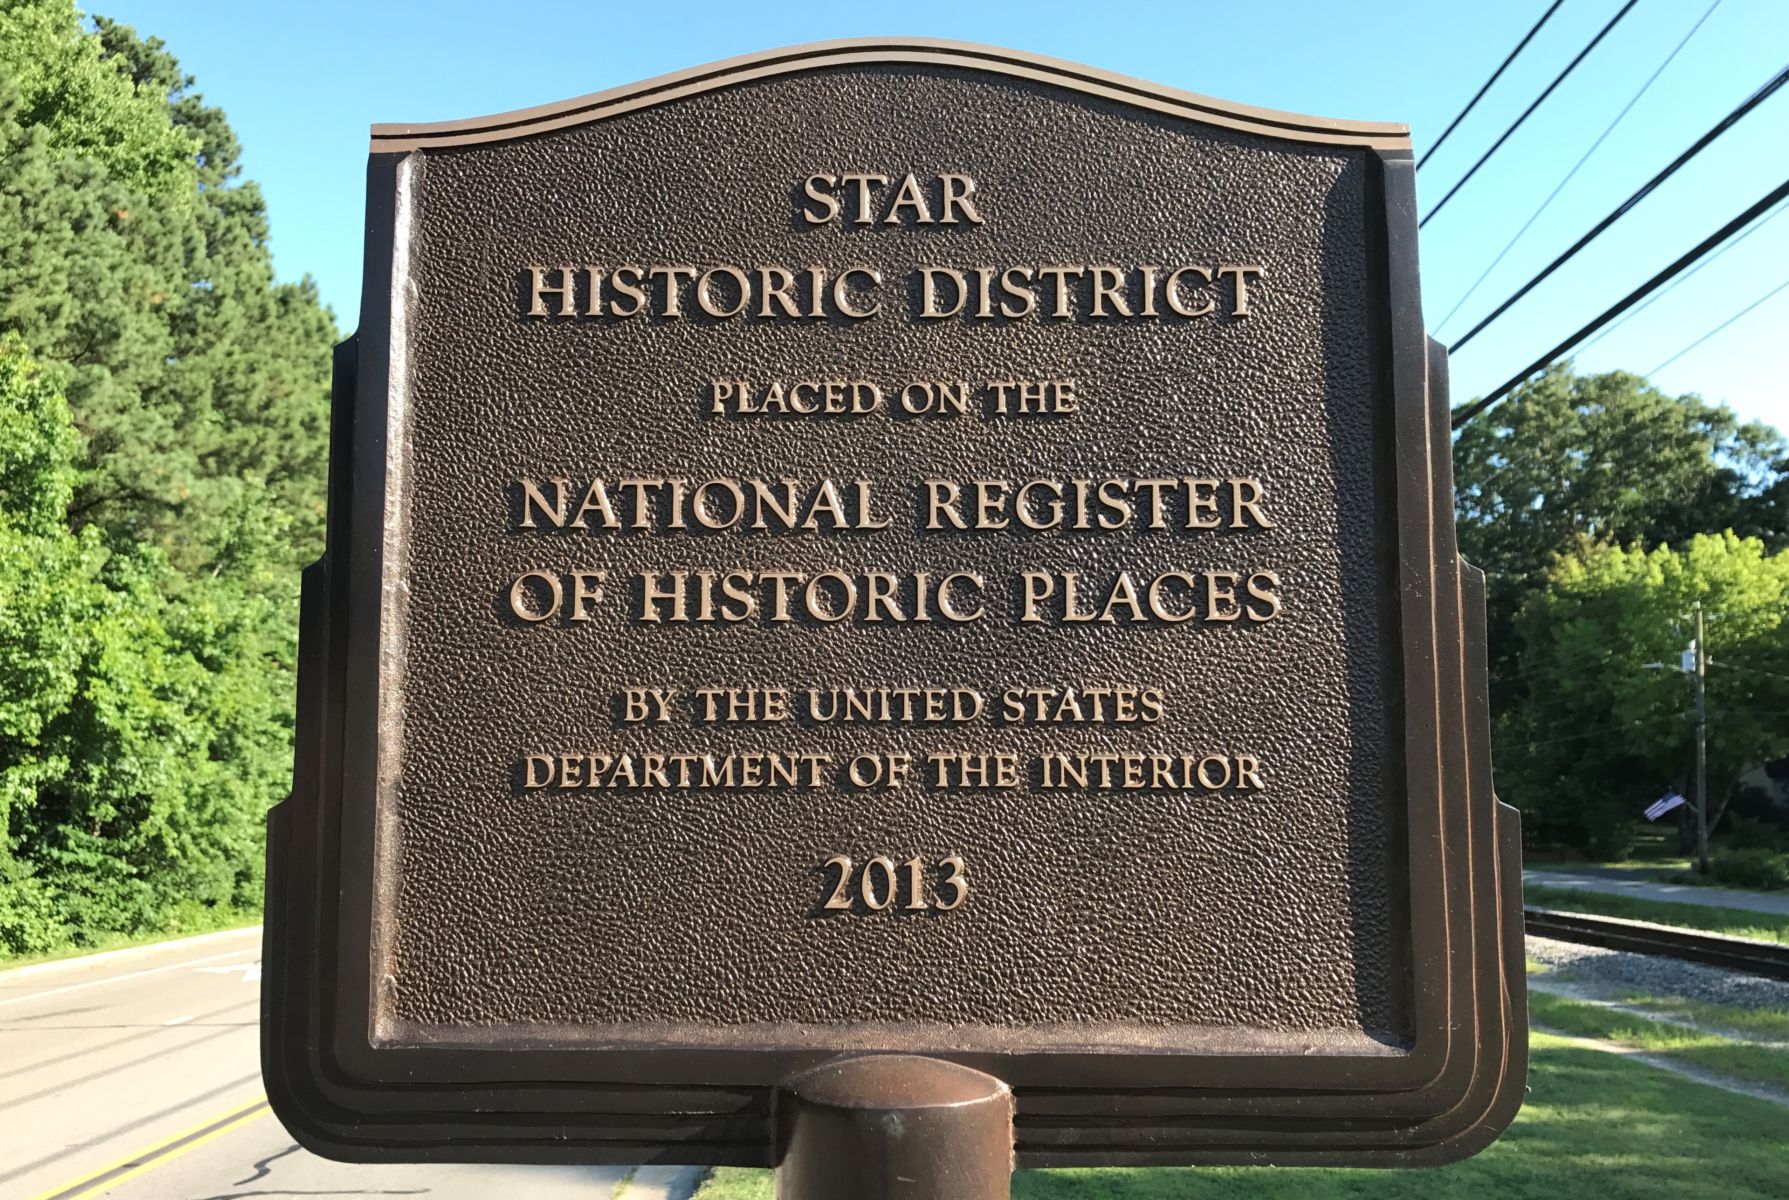 STAR
HISTORIC DISTRICT
PLACED ON THE
NATIONAL REGISTER
OF HISTORIC PLACES
BY THE UNITED STATES
DEPARTMENT OF THE INTERIOR
2013